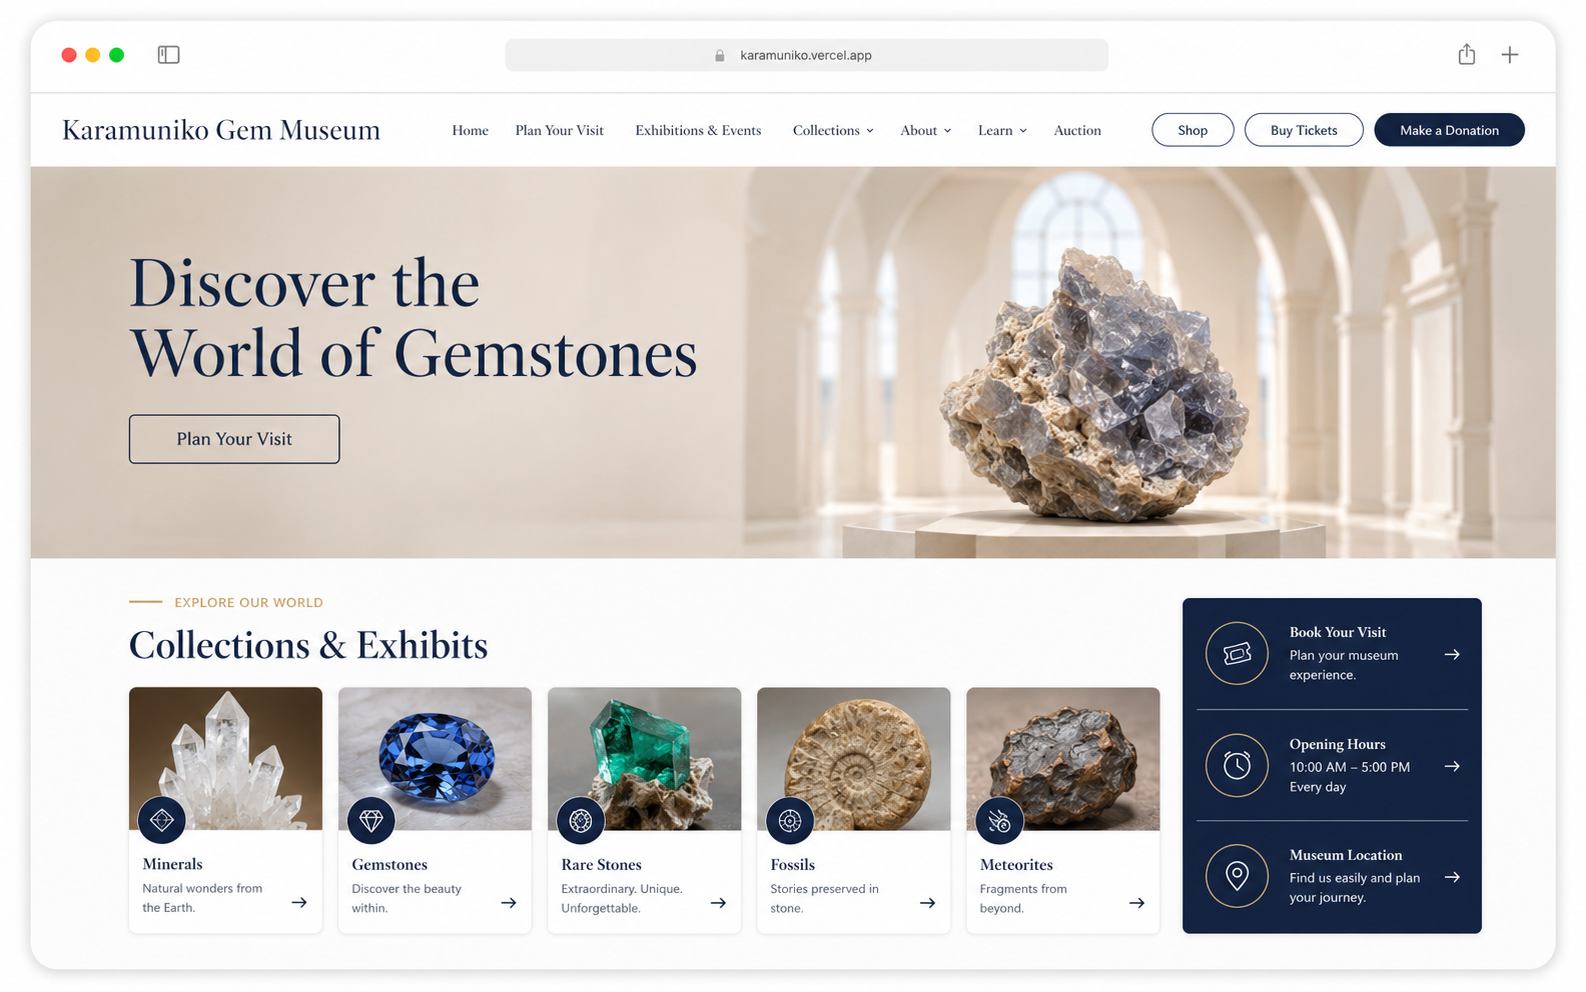 karamuniko.vercel.app
Karamuniko Gem Museum
Home
Plan Your Visit
Exhibitions & Events
Collections
About
Learn
Auction
Shop
Buy Tickets
Make a Donation
Discover the
World of Gemstones
Plan Your Visit
EXPLORE OUR WORLD
Collections & Exhibits
Minerals
Natural wonders from
the Earth.
Gemstones
Discover the beauty
within.
Rare Stones
Extraordinary. Unique.
Unforgettable.
Fossils
Stories preserved in
stone.
Meteorites
Fragments from
beyond.
Book Your Visit
Plan your museum
experience.
Opening Hours
10:00 AM – 5:00 PM
Every day
Museum Location
Find us easily and plan
your journey.